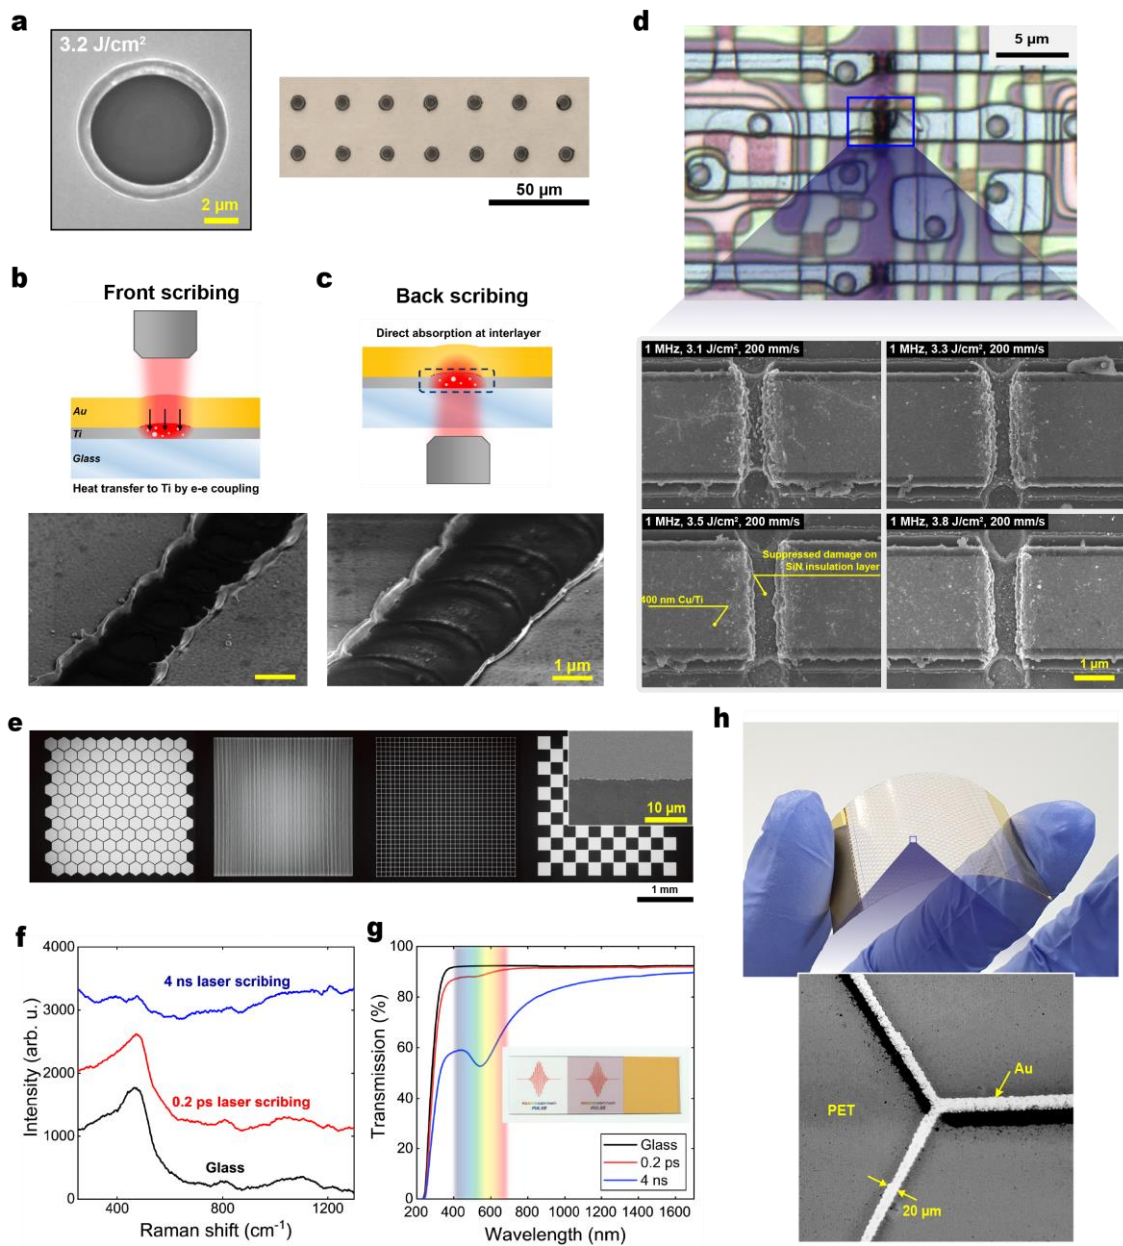 a
3.2 J/cm²
2 µm
50 µm
b
Front scribing
Au
Ti
Glass
Heat transfer to Ti by e-e coupling
c
Back scribing
Direct absorption at interlayer
1 µm
d
5 µm
1 MHz, 3.1 J/cm², 200 mm/s
1 MHz, 3.3 J/cm², 200 mm/s
1 MHz, 3.5 J/cm², 200 mm/s
1 MHz, 3.8 J/cm², 200 mm/s
Suppressed damage on
SiN insulation layer
400 nm Cu/Ti
1 µm
e
10 µm
1 mm
f
Intensity (arb. u.)
4000
3000
2000
1000
0
4 ns laser scribing
0.2 ps laser scribing
Glass
400
800
1200
Raman shift (cm⁻¹)
g
Transmission (%)
100
80
60
40
20
0
PULSE
PULSE
Glass
0.2 ps
4 ns
200 400 600 800 1000 1200 1400 1600
Wavelength (nm)
h
Au
PET
20 µm